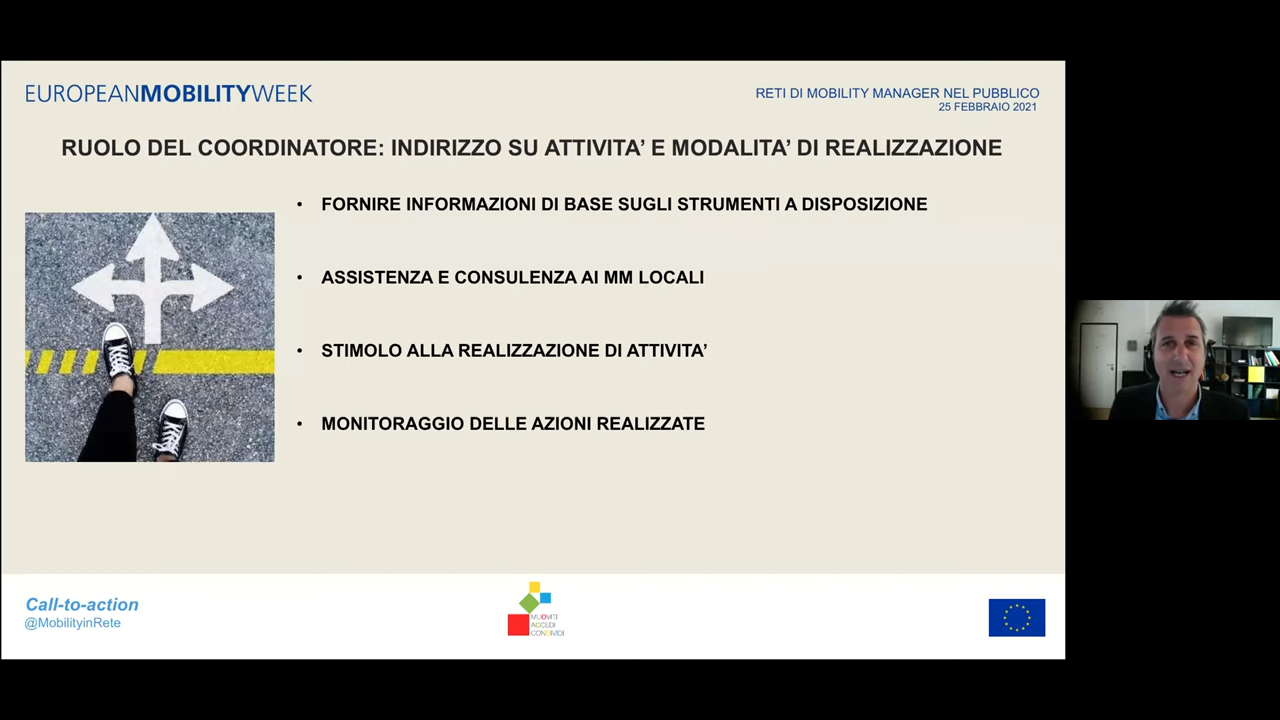 EUROPEANMOBILITYWEEK
RETI DI MOBILITY MANAGER NEL PUBBLICO
25 FEBBRAIO 2021
RUOLO DEL COORDINATORE: INDIRIZZO SU ATTIVITA’ E MODALITA’ DI REALIZZAZIONE
• FORNIRE INFORMAZIONI DI BASE SUGLI STRUMENTI A DISPOSIZIONE
• ASSISTENZA E CONSULENZA AI MM LOCALI
• STIMOLO ALLA REALIZZAZIONE DI ATTIVITA’
• MONITORAGGIO DELLE AZIONI REALIZZATE
Call-to-action
@MobilityinRete
MUOVITI
ACCEDI
CONDIVIDI